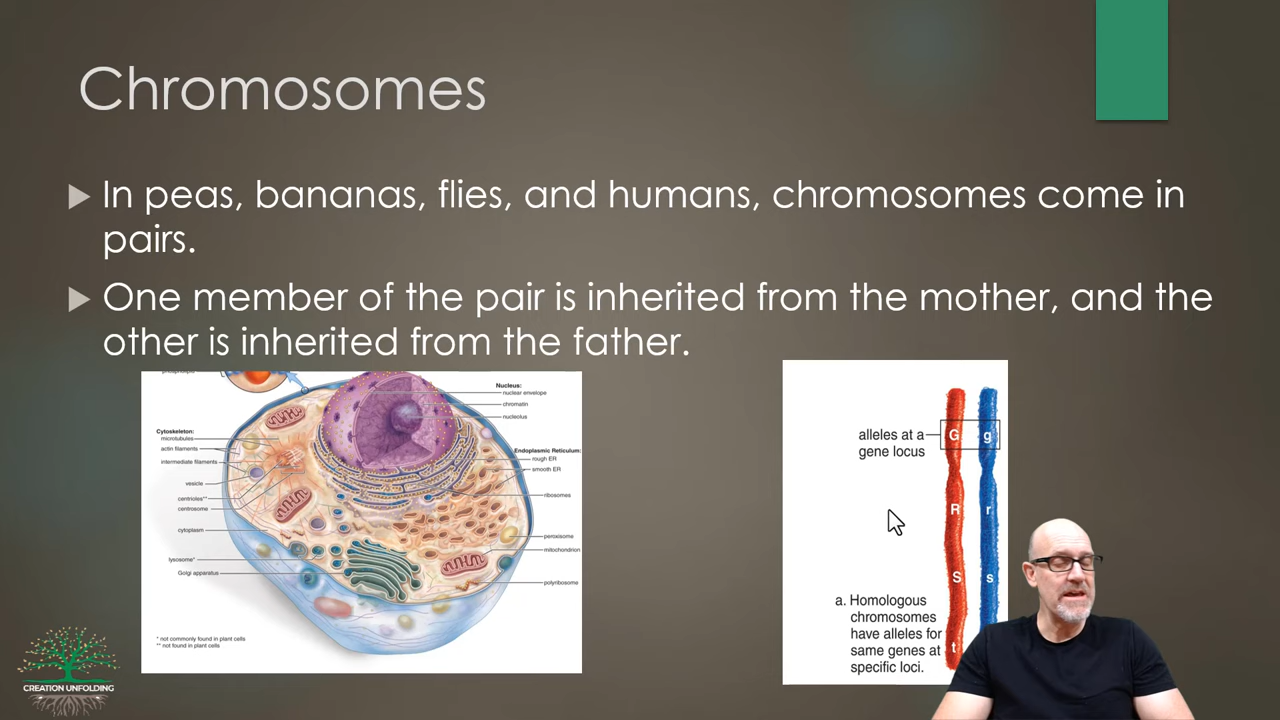 Chromosomes
In peas, bananas, flies, and humans, chromosomes come in
pairs.
One member of the pair is inherited from the mother, and the
other is inherited from the father.
Nucleus:
nuclear envelope
chromatin
nucleolus
Cytoskeleton:
microtubules
actin filaments
intermediate filaments
vesicle
centrioles**
centrosome
cytoplasm
lysosome*
Golgi apparatus
Endoplasmic Reticulum:
rough ER
smooth ER
ribosomes
peroxisome
mitochondrion
polyribosome
* not commonly found in plant cells
** not found in plant cells
alleles at a
gene locus
G g
R r
S s
t
a. Homologous
chromosomes
have alleles for
same genes at
specific loci.
CREATION UNFOLDING